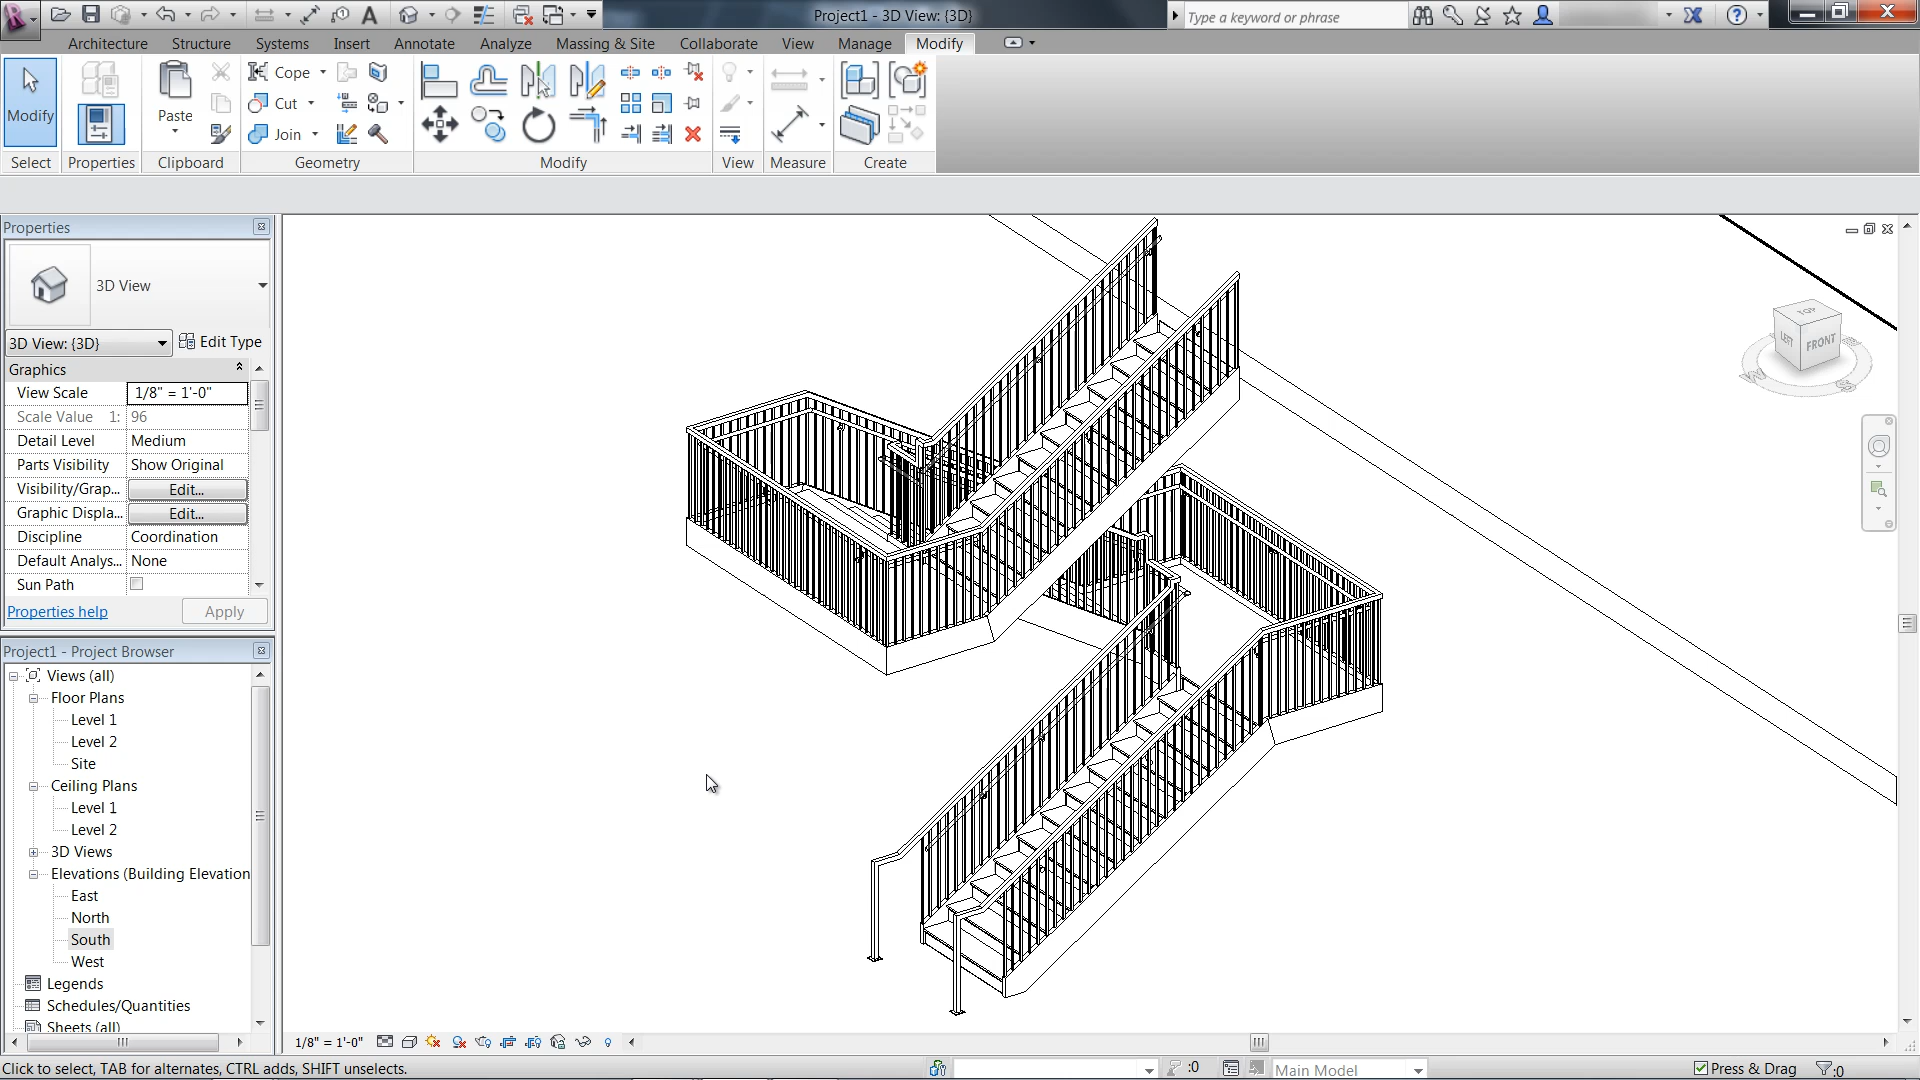 Project1 - 3D View: {3D}
Type a keyword or phrase
Architecture Structure Systems Insert Annotate Analyze Massing & Site Collaborate View Manage Modify
Modify
Paste
Cope
Cut
Join
Select Properties Clipboard Geometry Modify View Measure Create
Properties
3D View
3D View: {3D}
Edit Type
Graphics
View Scale 1/8" = 1'-0"
Scale Value 1: 96
Detail Level Medium
Parts Visibility Show Original
Visibility/Grap... Edit...
Graphic Displa... Edit...
Discipline Coordination
Default Analys... None
Sun Path
Properties help
Apply
Project1 - Project Browser
Views (all)
Floor Plans
Level 1
Level 2
Site
Ceiling Plans
Level 1
Level 2
3D Views
Elevations (Building Elevation
East
North
South
West
Legends
Schedules/Quantities
Sheets (all)
TOP
LEFT
FRONT
W
S
1/8" = 1'-0"
Click to select, TAB for alternates, CTRL adds, SHIFT unselects.
:0
Main Model
Press & Drag
:0